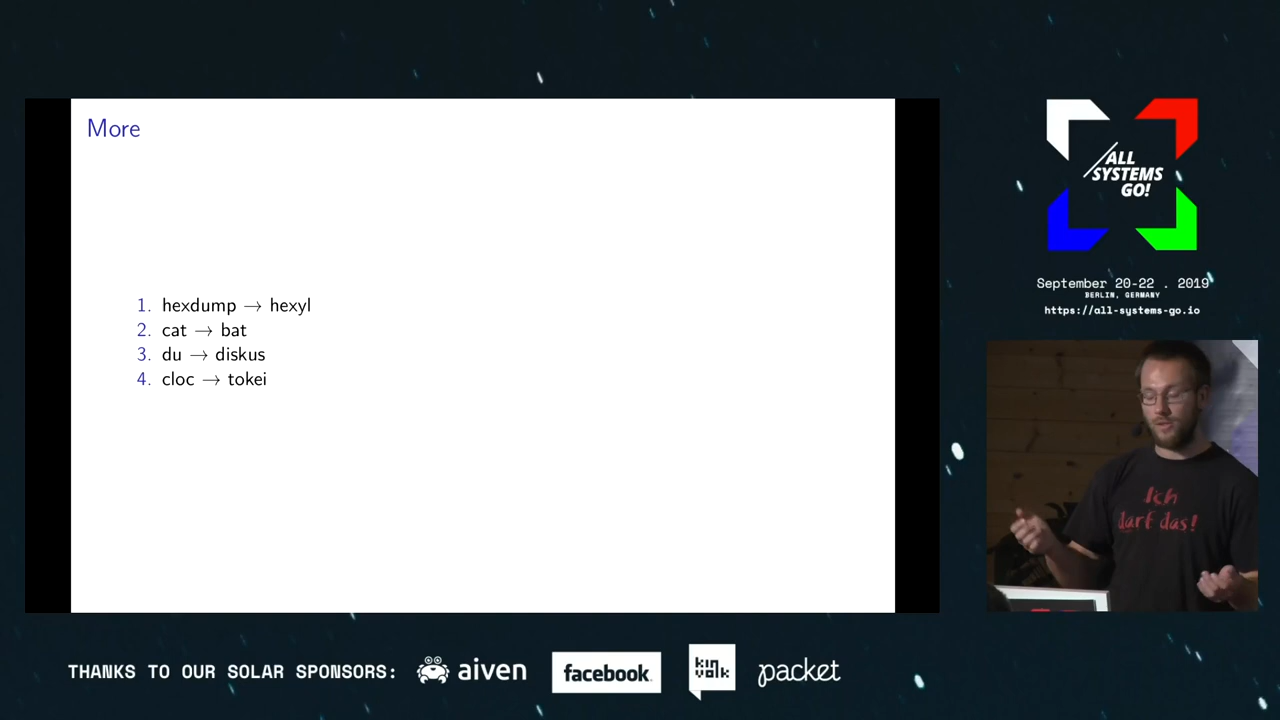 More
1. hexdump → hexyl
2. cat → bat
3. du → diskus
4. cloc → tokei
ALL
SYSTEMS
GO!
September 20-22 . 2019
BERLIN, GERMANY
https://all-systems-go.io
Ich
darf das!
THANKS TO OUR SOLAR SPONSORS: aiven facebook. kinvolk packet